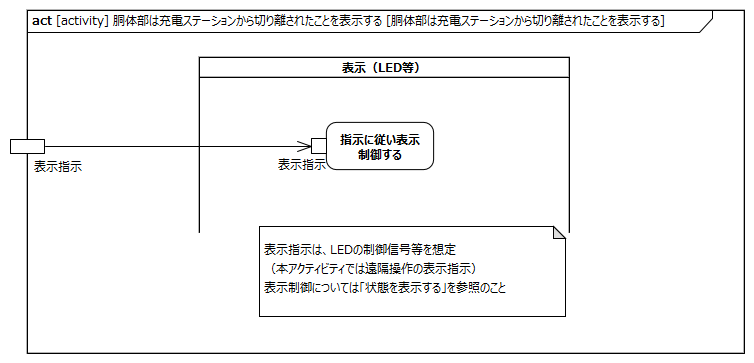 act [activity] 胴体部は充電ステーションから切り離されたことを表示する [胴体部は充電ステーションから切り離されたことを表示する]
表示（LED等）
指示に従い表示
制御する
表示指示
表示指示
表示指示は、LEDの制御信号等を想定
（本アクティビティでは遠隔操作の表示指示）
表示制御については「状態を表示する」を参照のこと